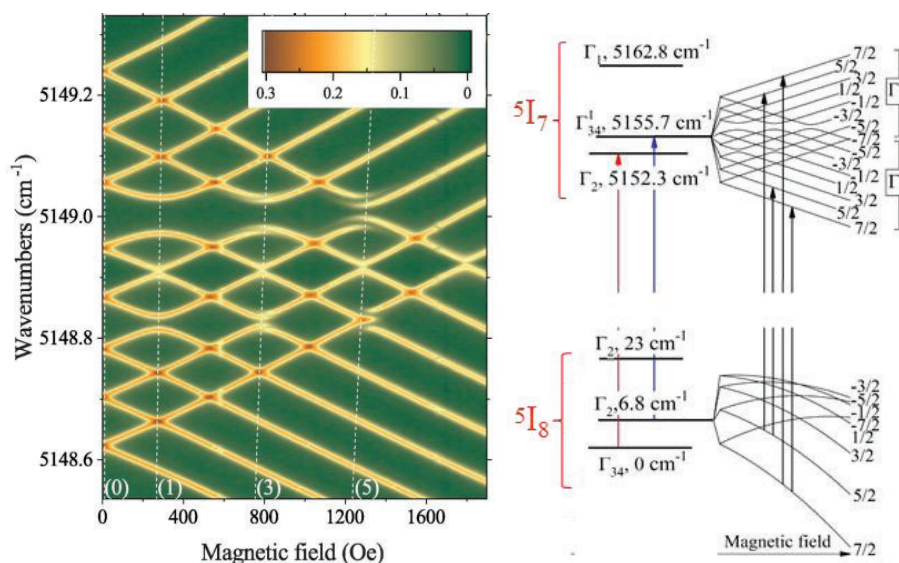 0.3
0.2
0.1
0
5149.2
5149.0
5148.8
5148.6
Wavenumbers (cm⁻¹)
(0)
(1)
(3)
(5)
0
400
800
1200
1600
Magnetic field (Oe)
⁵I₇
Γ₁, 5162.8 cm⁻¹
Γ¹₃₄, 5155.7 cm⁻¹
Γ₂, 5152.3 cm⁻¹
7/2
5/2
3/2
1/2
-1/2
-3/2
-5/2
-7/2
-5/2
-3/2
1/2
3/2
5/2
7/2
Γ
Γ
⁵I₈
Γ₂, 23 cm⁻¹
Γ₂, 6.8 cm⁻¹
Γ₃₄, 0 cm⁻¹
-3/2
-5/2
-7/2
1/2
3/2
5/2
7/2
Magnetic field